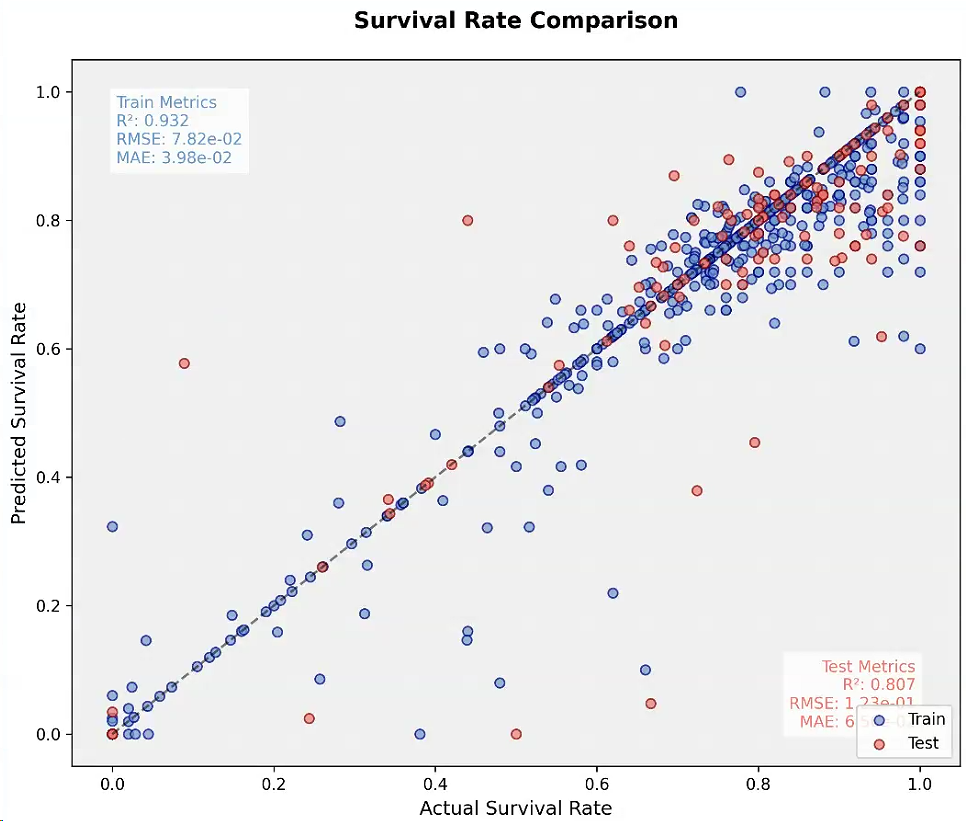 Survival Rate Comparison
Train Metrics
R²: 0.932
RMSE: 7.82e-02
MAE: 3.98e-02
Predicted Survival Rate
1.0
0.8
0.6
0.4
0.2
0.0
Test Metrics
R²: 0.807
RMSE: 1.23e-01
MAE:
Train
Test
0.0 0.2 0.4 0.6 0.8 1.0
Actual Survival Rate